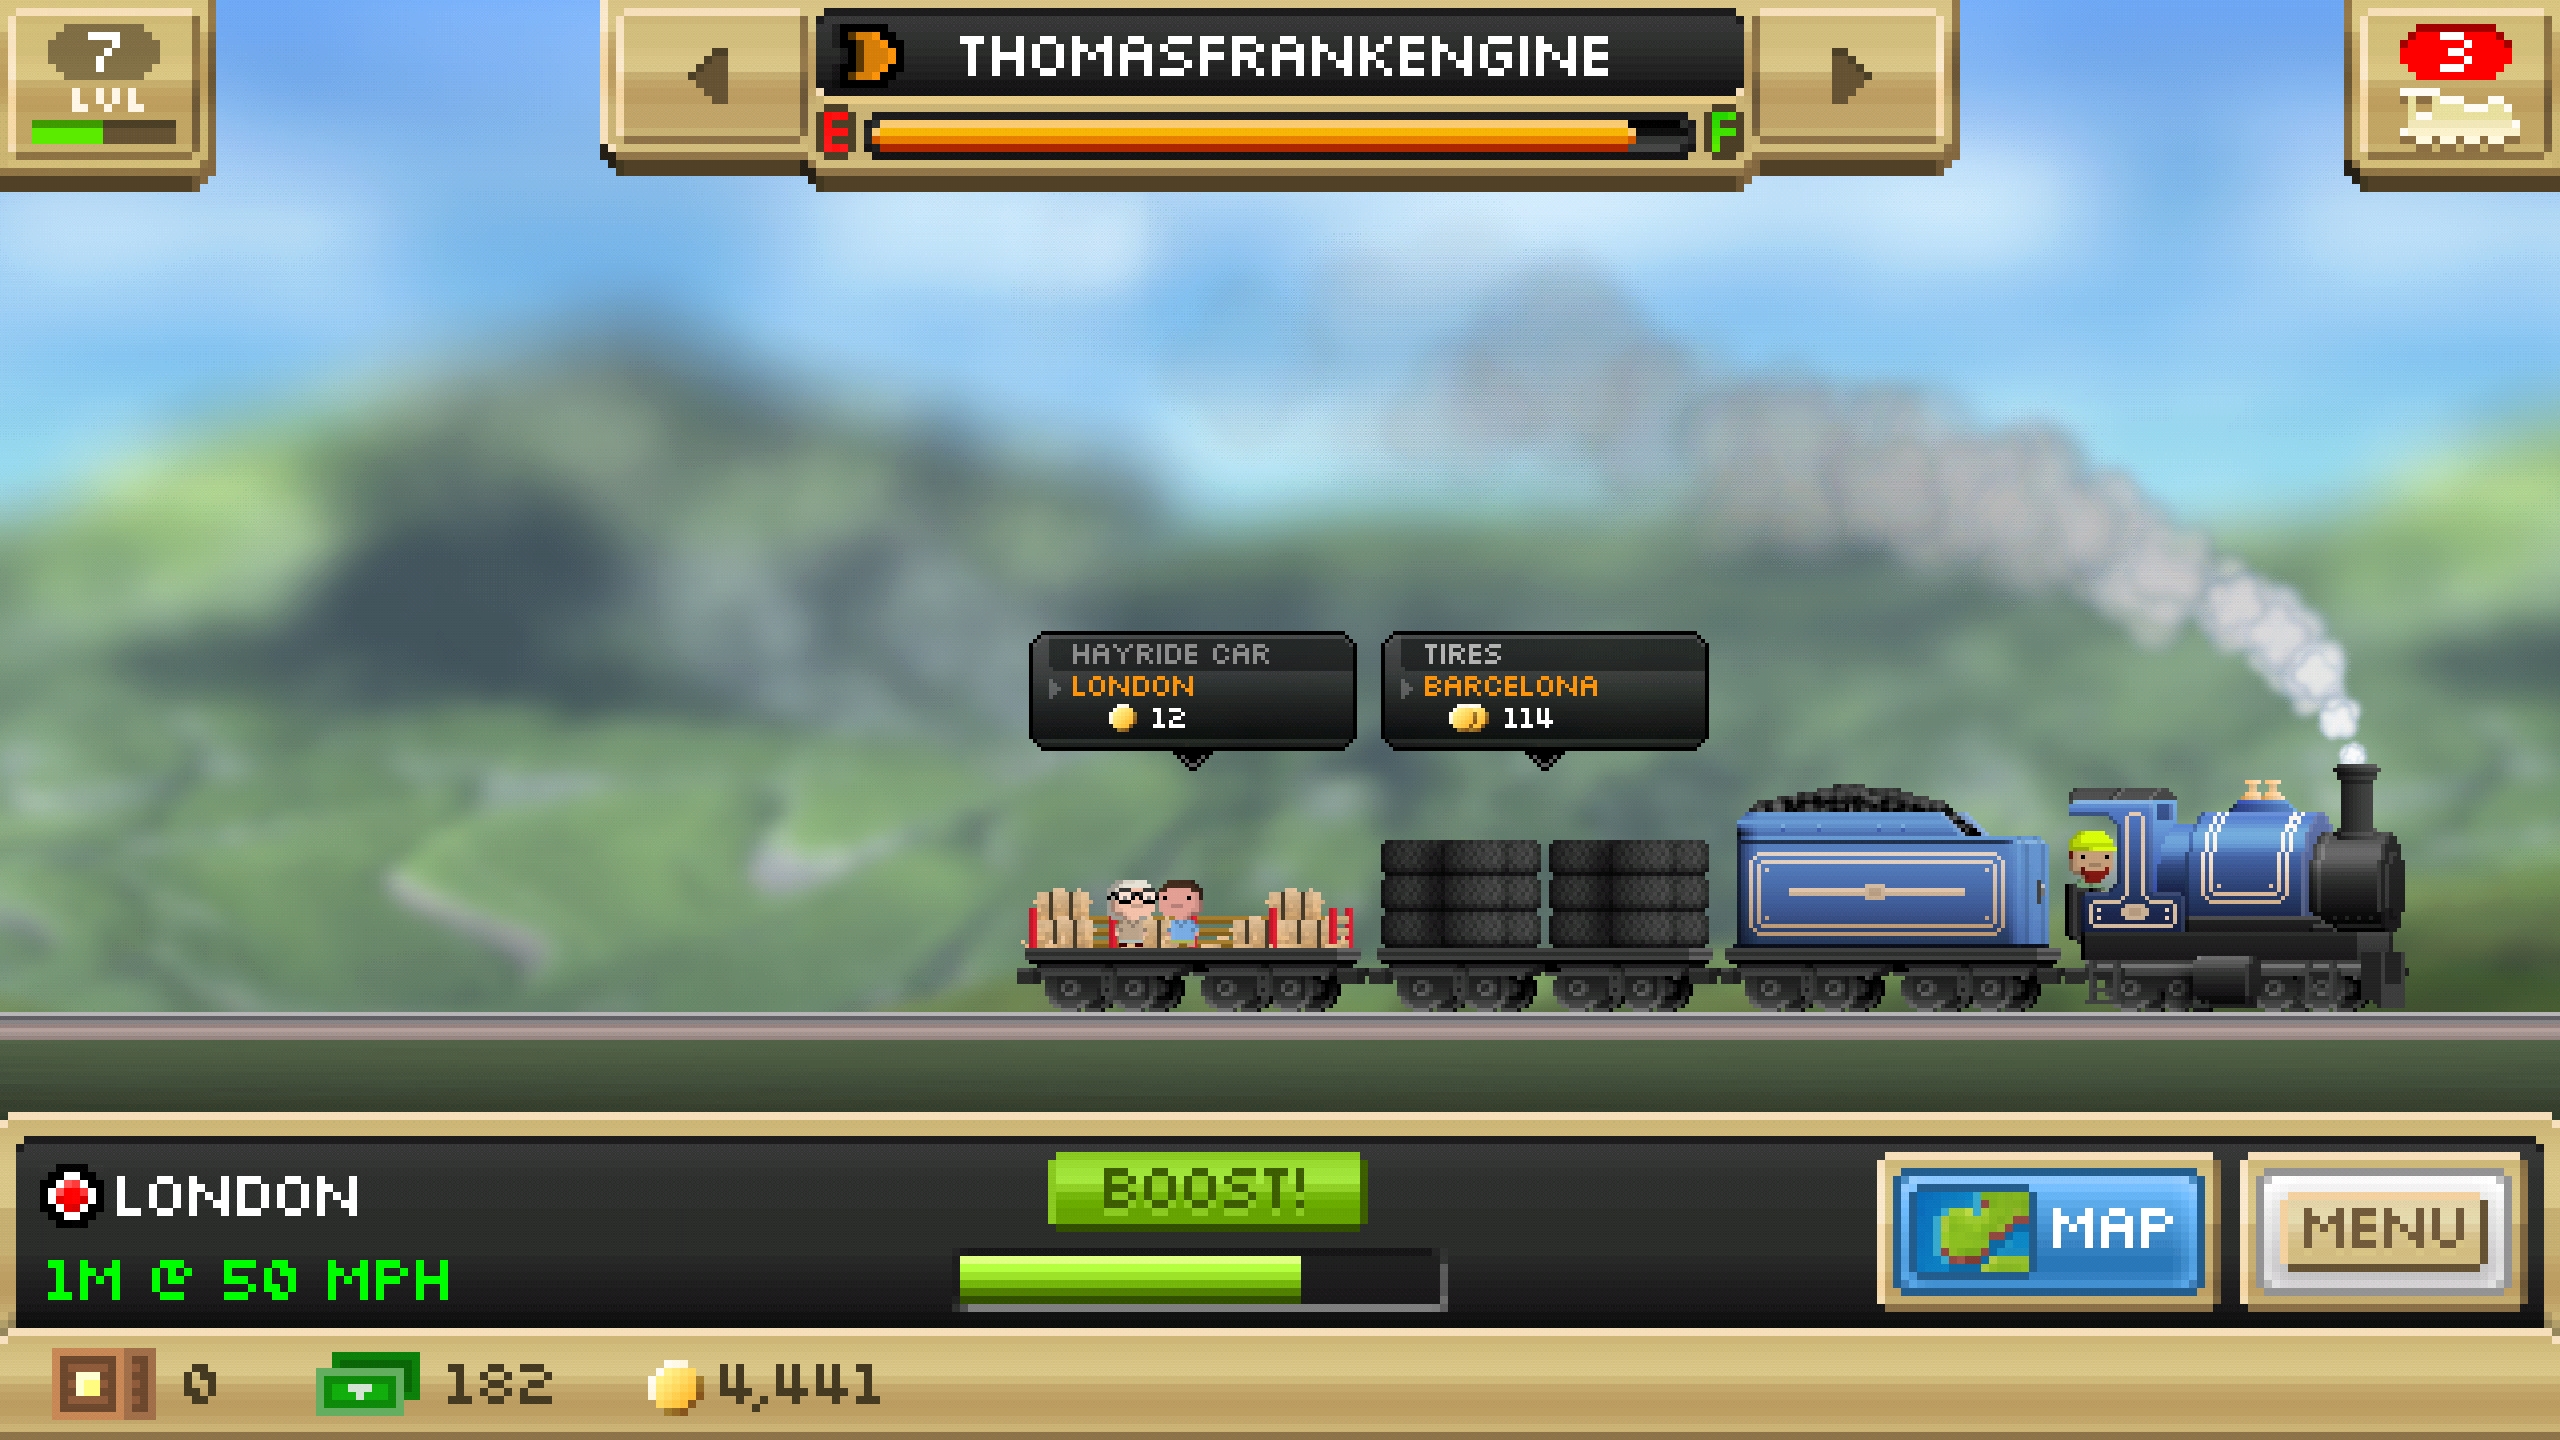 7
LVL
THOMASFRANKENGINE
E F
3
HAYRIDE CAR
LONDON
12
TIRES
BARCELONA
114
LONDON
1M @ 50 MPH
BOOST!
MAP
MENU
0
182
4,441